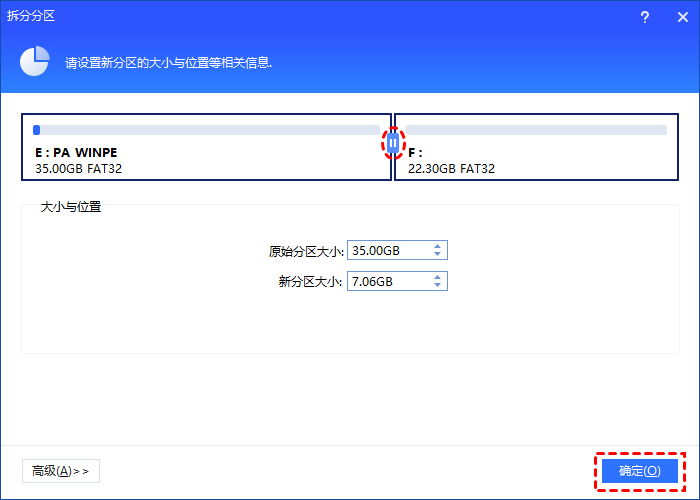 拆分分区
请设置新分区的大小与位置等相关信息.
E : PA WINPE
35.00GB FAT32
F :
22.30GB FAT32
大小与位置
原始分区大小: 35.00GB
新分区大小: 7.06GB
高级(A)>>
确定(O)